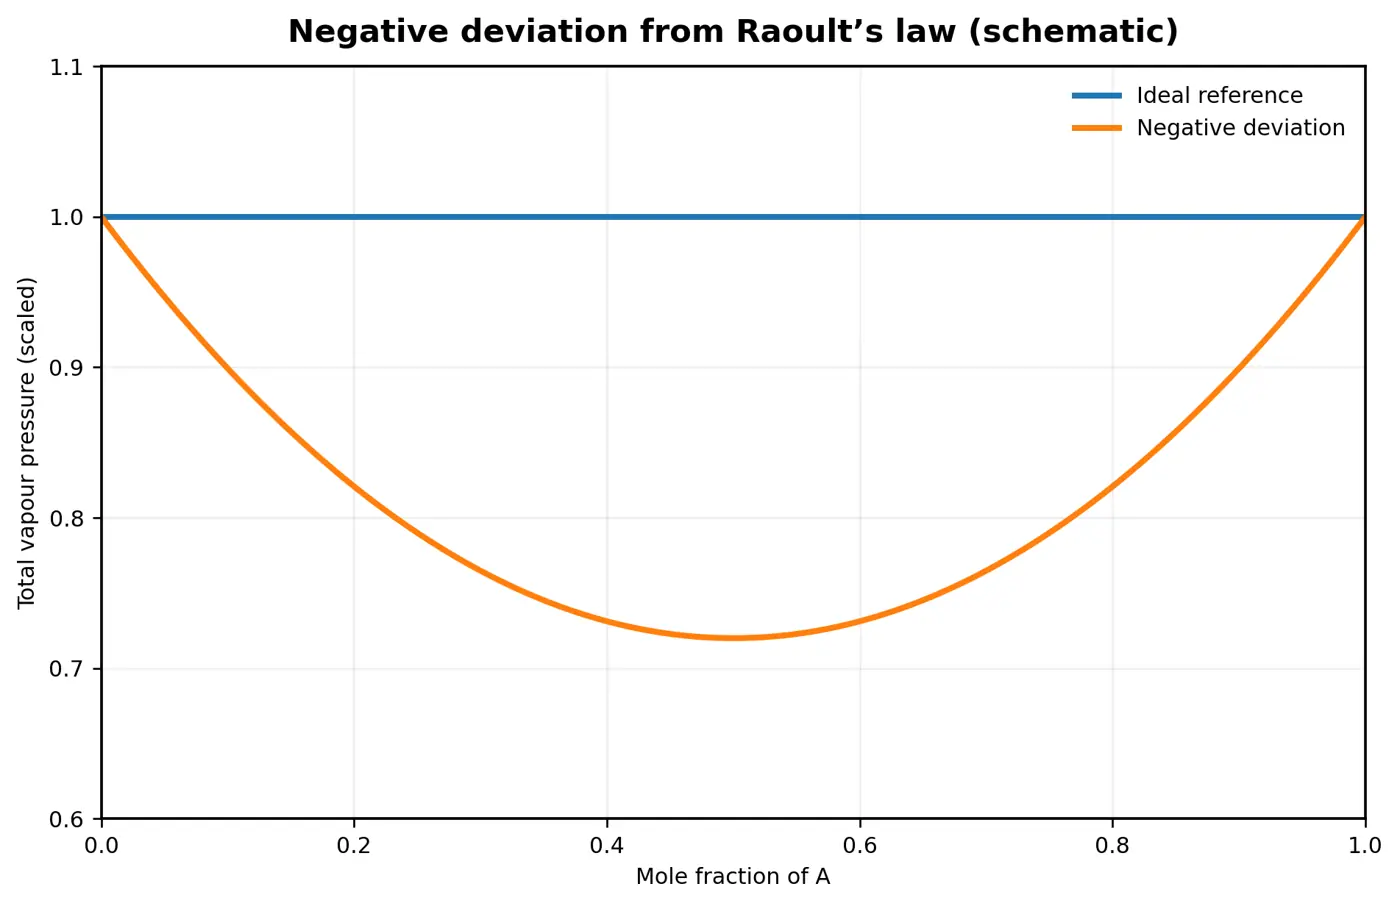 Negative deviation from Raoult’s law (schematic)
Ideal reference
Negative deviation
Total vapour pressure (scaled)
1.1
1.0
0.9
0.8
0.7
0.6
0.0 0.2 0.4 0.6 0.8 1.0
Mole fraction of A